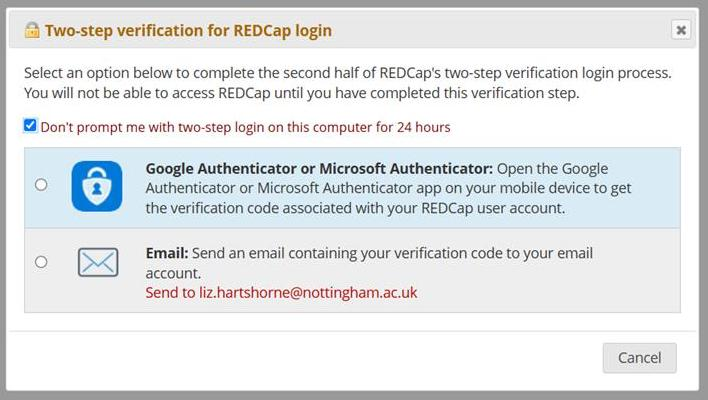 Two-step verification for REDCap login
Select an option below to complete the second half of REDCap's two-step verification login process.
You will not be able to access REDCap until you have completed this verification step.
Don't prompt me with two-step login on this computer for 24 hours
Google Authenticator or Microsoft Authenticator: Open the Google
Authenticator or Microsoft Authenticator app on your mobile device to get
the verification code associated with your REDCap user account.
Email: Send an email containing your verification code to your email
account.
Send to liz.hartshorne@nottingham.ac.uk
Cancel